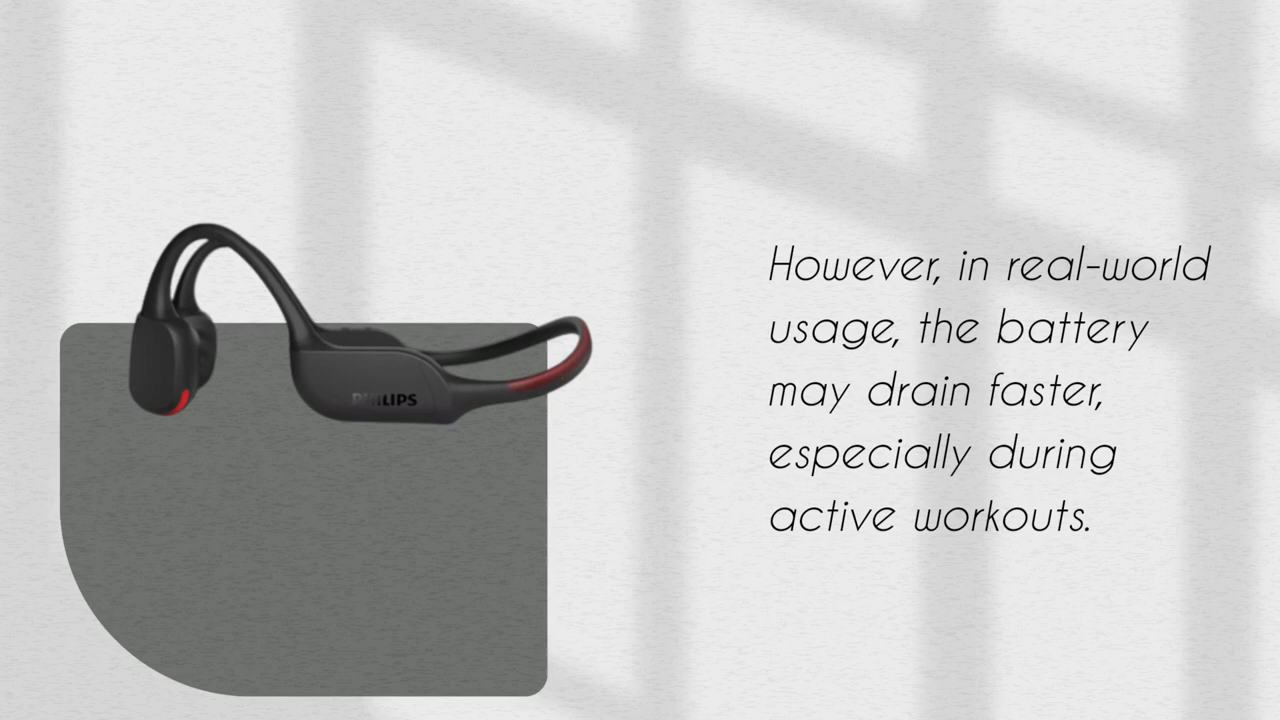 PHILIPS
However, in real-world
usage, the battery
may drain faster,
especially during
active workouts.